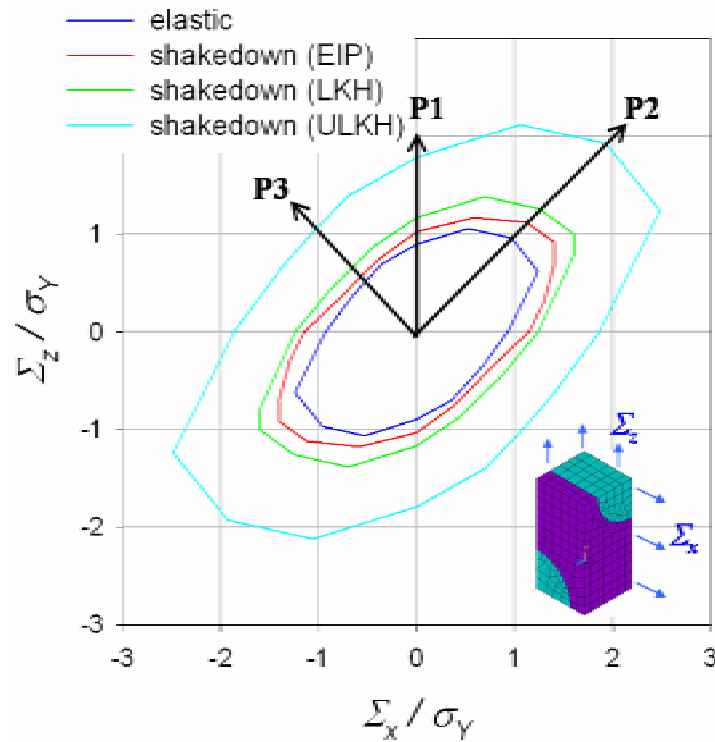 elastic
shakedown (EIP)
shakedown (LKH)
shakedown (ULKH)
P1
P2
P3
1
0
-1
-2
-3
-3
-2
-1
0
1
2
3
Σz / σY
Σx / σY
Σz
Σx